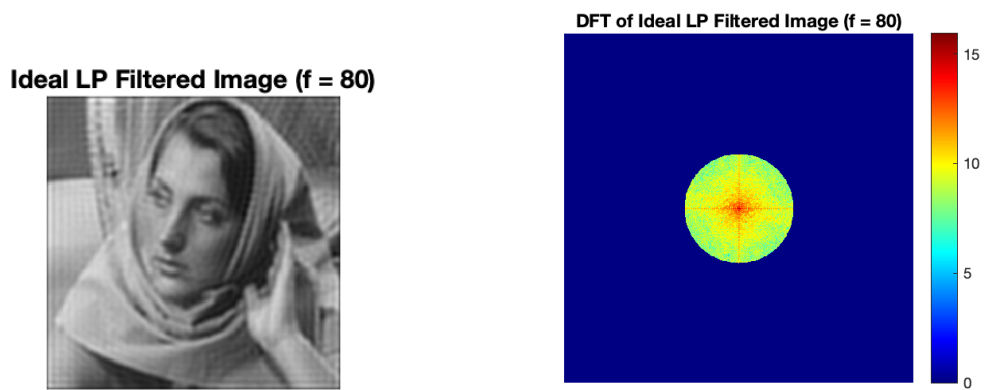 Ideal LP Filtered Image (f = 80)
DFT of Ideal LP Filtered Image (f = 80)
15
10
5
0